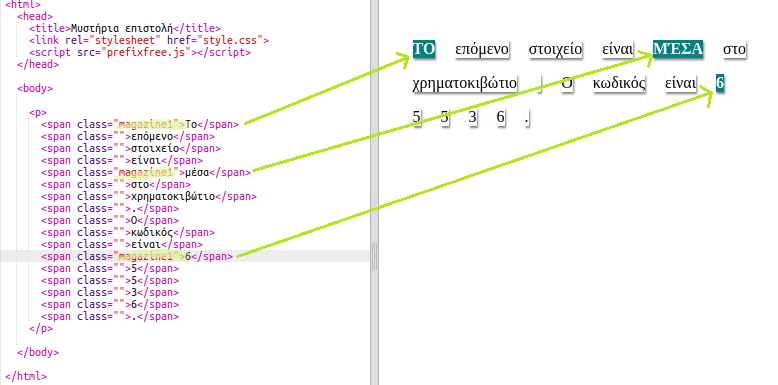 <html>
<head>
<title>Μυστήρια επιστολή</title>
<link rel="stylesheet" href="style.css">
<script src="prefixfree.js"></script>
</head>
<body>
<p>
<span class="magazine1">Το</span>
<span class="">επόμενο</span>
<span class="">στοιχείο</span>
<span class="">είναι</span>
<span class="magazine1">μέσα</span>
<span class="">στο</span>
<span class="">χρηματοκιβώτιο</span>
<span class="">.</span>
<span class="">Ο</span>
<span class="">κωδικός</span>
<span class="">είναι</span>
<span class="magazine1">6</span>
<span class="">5</span>
<span class="">5</span>
<span class="">3</span>
<span class="">6</span>
<span class="">.</span>
</p>
</body>
</html>
ΤΟ επόμενο στοιχείο είναι ΜΈΣΑ στο
χρηματοκιβώτιο . Ο κωδικός είναι 6
5 5 3 6 .